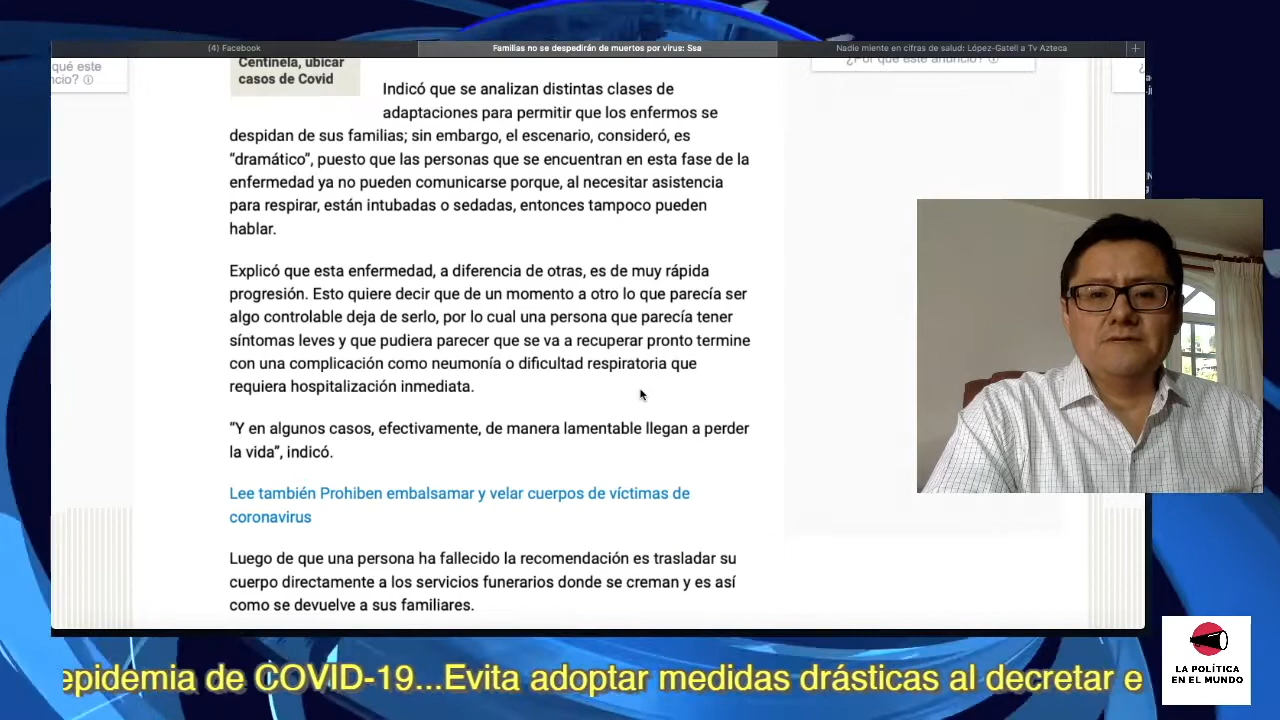 (4) Facebook
Familias no se despedirán de muertos por virus: Ssa
Nadie miente en cifras de salud: López-Gatell a Tv Azteca
qué este
ncio?
Centinela, ubicar
casos de Covid
¿Por qué este anuncio?
Indicó que se analizan distintas clases de
adaptaciones para permitir que los enfermos se
despidan de sus familias; sin embargo, el escenario, consideró, es
“dramático”, puesto que las personas que se encuentran en esta fase de la
enfermedad ya no pueden comunicarse porque, al necesitar asistencia
para respirar, están intubadas o sedadas, entonces tampoco pueden
hablar.
Explicó que esta enfermedad, a diferencia de otras, es de muy rápida
progresión. Esto quiere decir que de un momento a otro lo que parecía ser
algo controlable deja de serlo, por lo cual una persona que parecía tener
síntomas leves y que pudiera parecer que se va a recuperar pronto termine
con una complicación como neumonía o dificultad respiratoria que
requiera hospitalización inmediata.
“Y en algunos casos, efectivamente, de manera lamentable llegan a perder
la vida”, indicó.
Lee también Prohiben embalsamar y velar cuerpos de víctimas de
coronavirus
Luego de que una persona ha fallecido la recomendación es trasladar su
cuerpo directamente a los servicios funerarios donde se creman y es así
como se devuelve a sus familiares.
epidemia de COVID-19...Evita adoptar medidas drásticas al decretar e
LA POLÍTICA
EN EL MUNDO